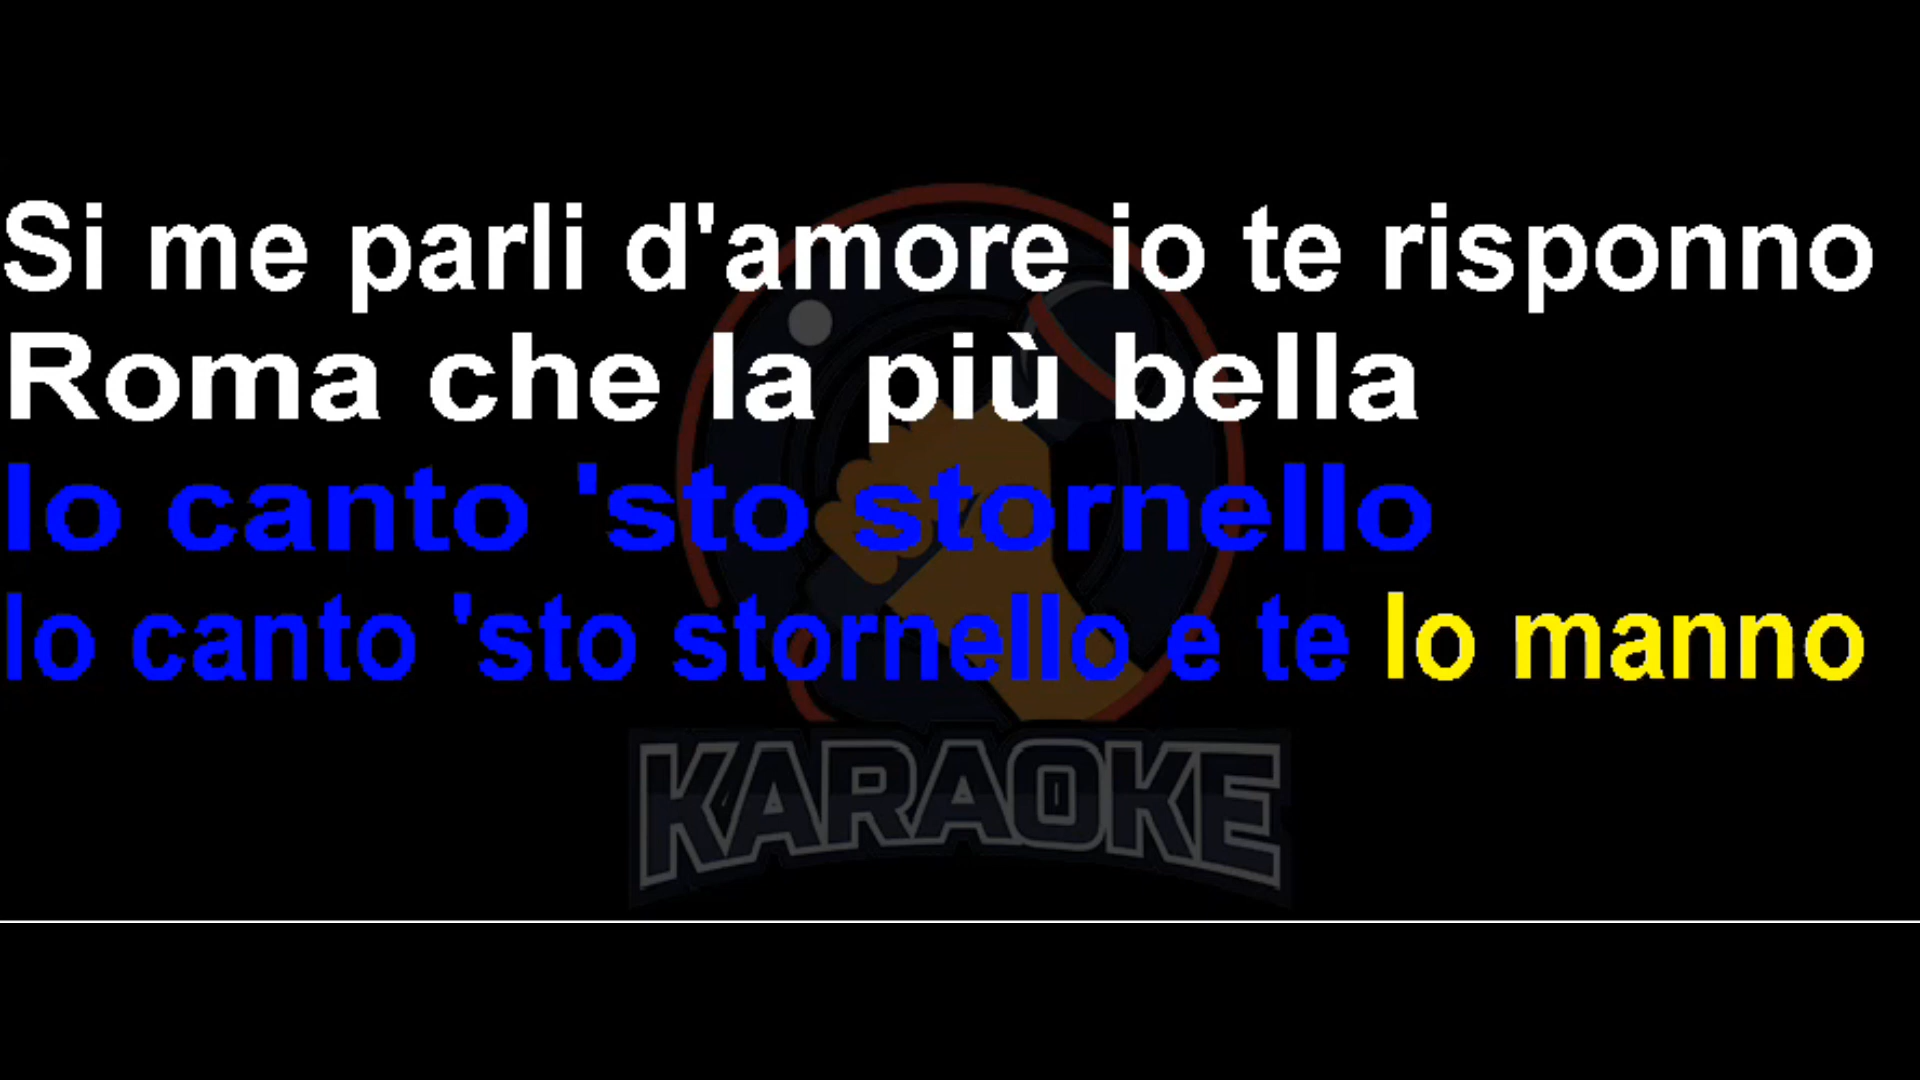 Si me parli d'amore io te risponno
Roma che la più bella
Io canto 'sto stornello
Io canto 'sto stornello e te lo manno
KARAOKE